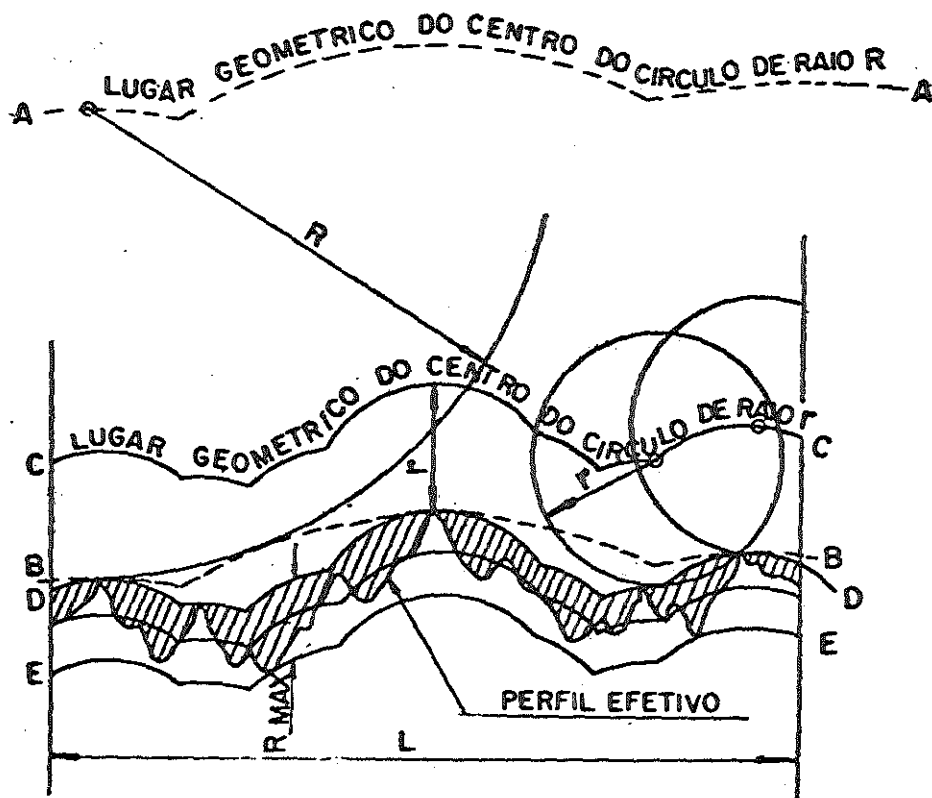 LUGAR GEOMETRICO DO CENTRO DO CIRCULO DE RAIO R
A
A
R
LUGAR GEOMETRICO DO CENTRO DO CIRCULO DE RAIO r
C
C
r
r
B
B
D
D
E
E
R MAX
PERFIL EFETIVO
L